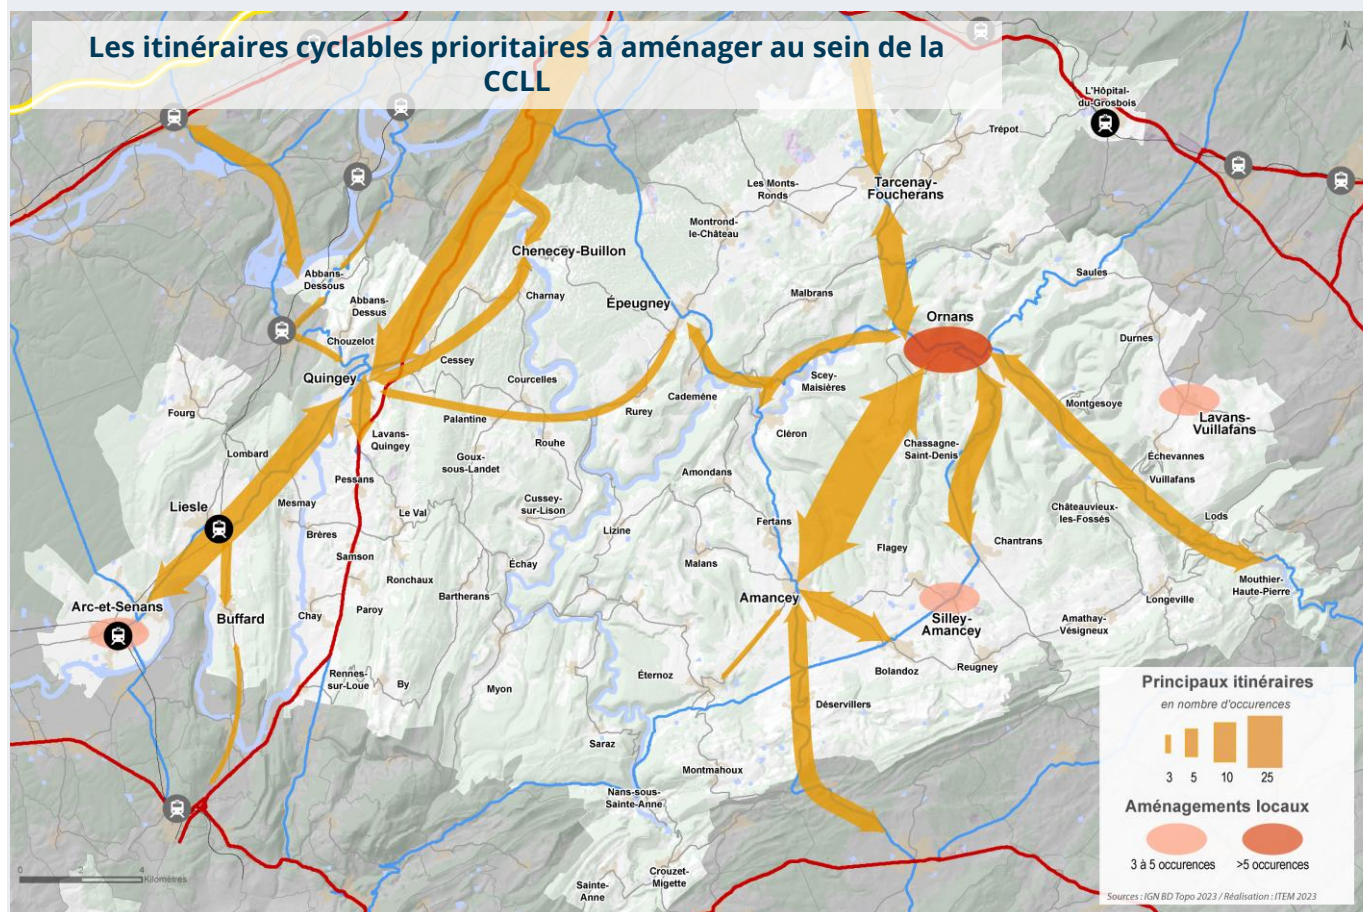 Les itinéraires cyclables prioritaires à aménager au sein de la
CCLL
N
L'Hôpital-
du-Grosbois
Trépot
Tarcenay-
Foucherans
Les Monts-
Ronds
Montrond-
le-Château
Chenecey-Buillon
Abbans-
Dessous
Saules
Charnay
Abbans-
Dessus
Épeugney
Malbrans
Ornans
Chouzelot
Durnes
Cessey
Quingey
Courcelles
Scey-
Maisières
Cademène
Montgesoye
Fourg
Rurey
Palantine
Lavans-
Vuillafans
Cléron
Lavans-
Quingey
Rouhe
Chassagne-
Saint-Denis
Lombard
Goux-
sous-Landet
Échevannes
Amondans
Vuillafans
Pessans
Mesmay
Liesle
Cussey-
sur-Lison
Le Val
Châteauvieux-
les-Fossés
Lods
Fertans
Lizine
Brères
Chantrans
Flagey
Samson
Échay
Malans
Ronchaux
Mouthier-
Haute-Pierre
Bartherans
Amancey
Longeville
Arc-et-Senans
Paroy
Buffard
Chay
Silley-
Amancey
Amathay-
Vésigneux
Reugney
Bolandoz
Rennes-
sur-Loue
Éternoz
By
Myon
Déservillers
Saraz
Montmahoux
Nans-sous-
Sainte-Anne
Crouzet-
Migette
Sainte-
Anne
0 2 4
Kilomètres
Principaux itinéraires
en nombre d'occurences
3 5 10 25
Aménagements locaux
3 à 5 occurences >5 occurences
Sources : IGN BD Topo 2023 / Réalisation : ITEM 2023